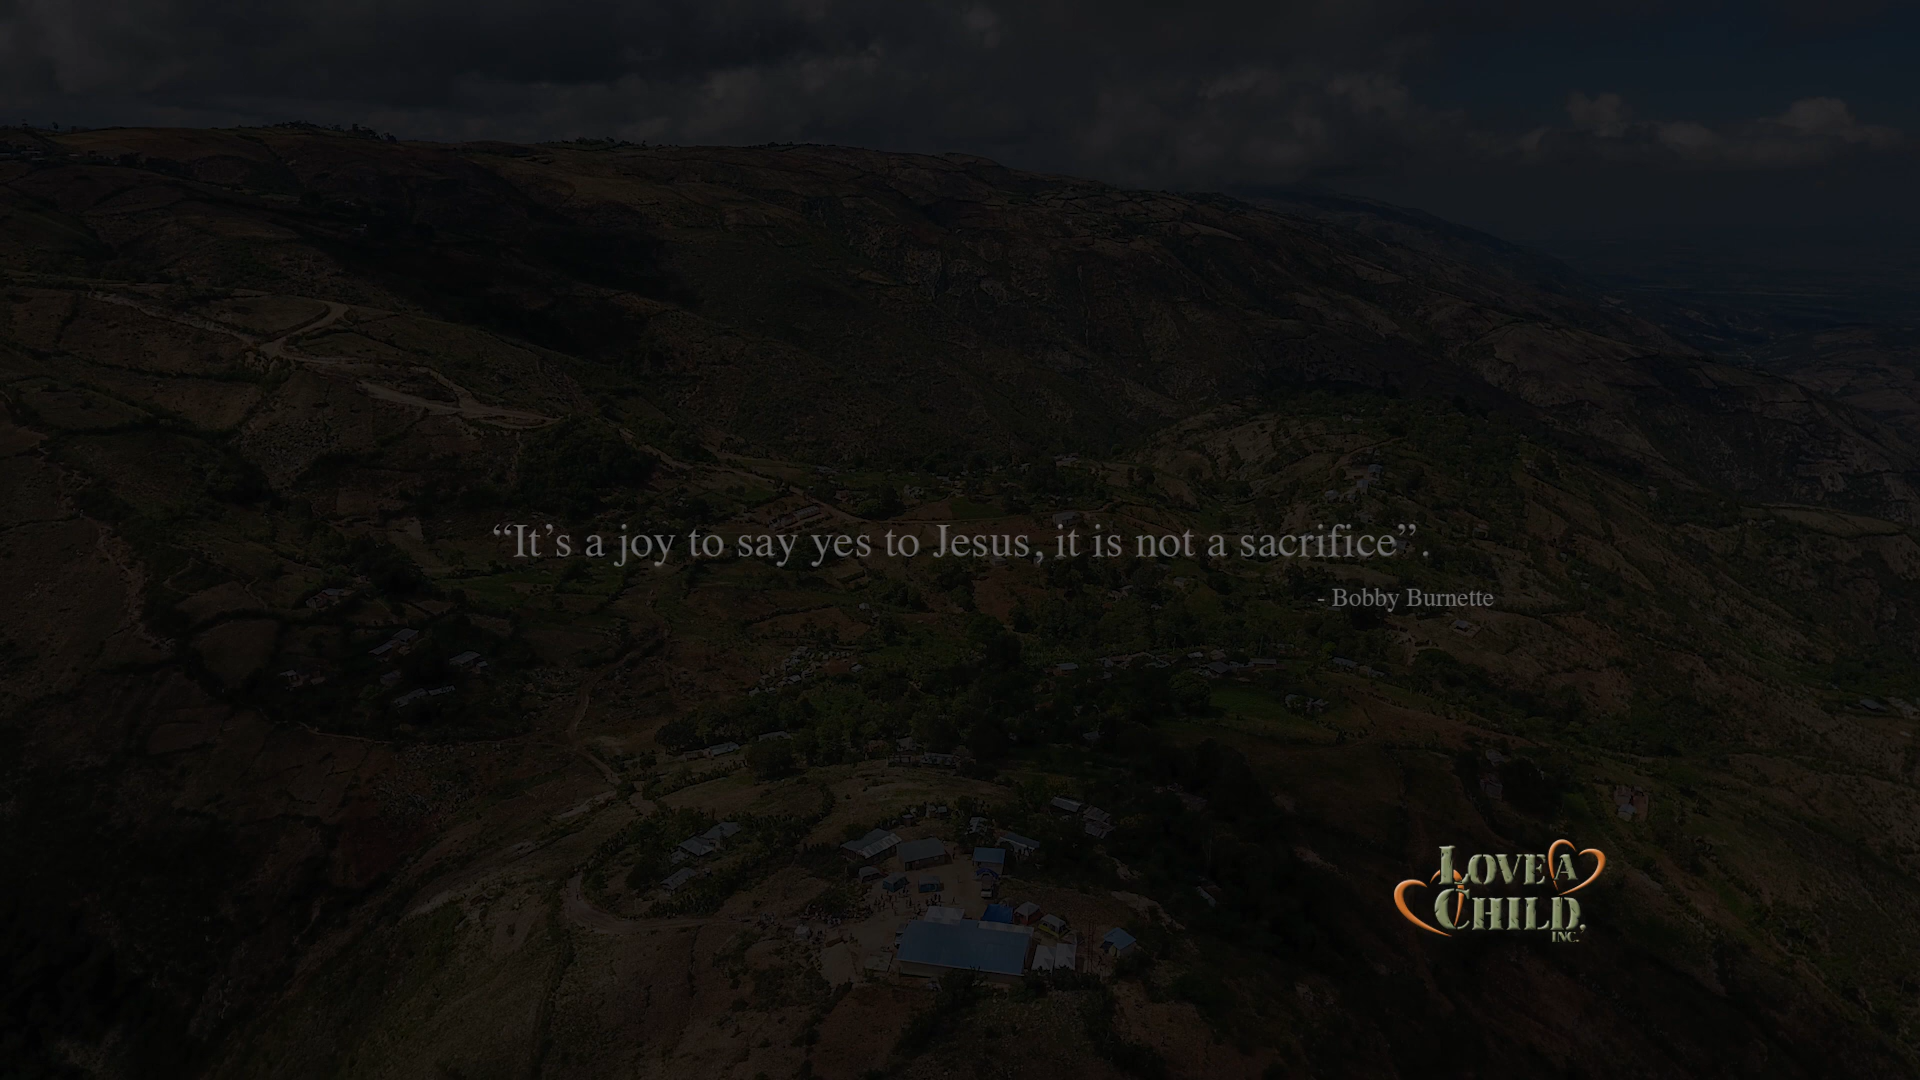 “It’s a joy to say yes to Jesus, it is not a sacrifice”.
- Bobby Burnette
LOVE A
CHILD,
INC.